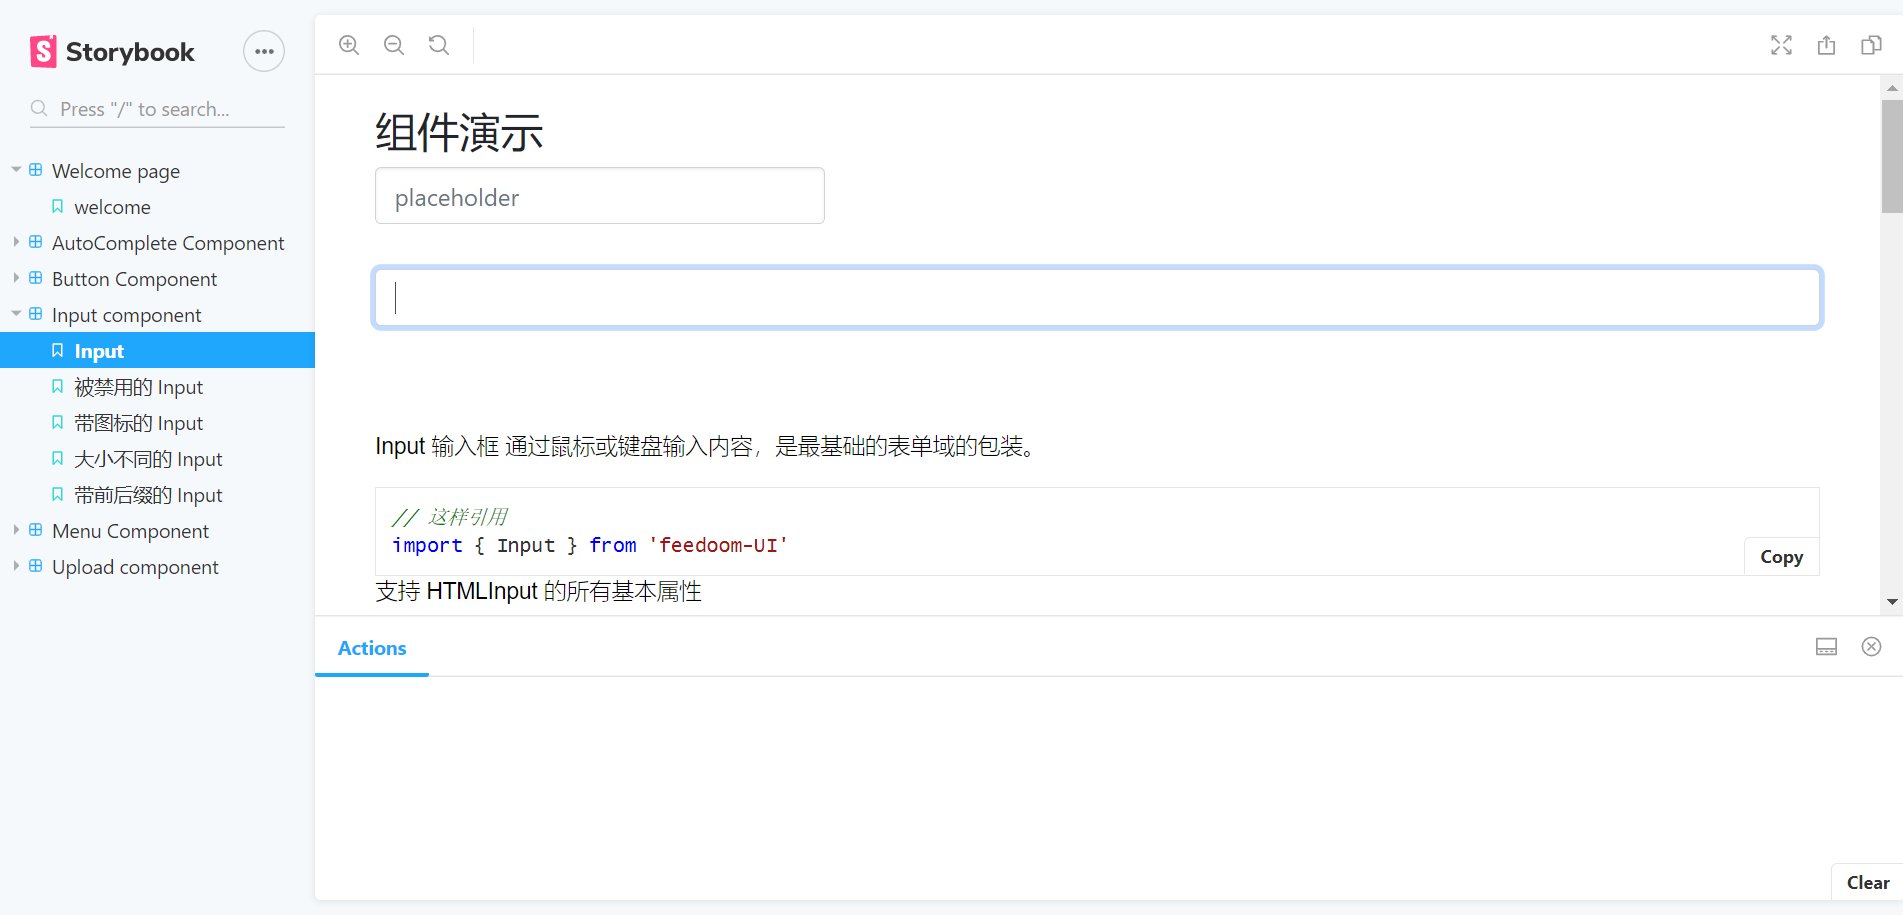 Storybook
Press "/" to search...
Welcome page
welcome
AutoComplete Component
Button Component
Input component
Input
被禁用的 Input
带图标的 Input
大小不同的 Input
带前后缀的 Input
Menu Component
Upload component
组件演示
placeholder
Input 输入框 通过鼠标或键盘输入内容，是最基础的表单域的包装。
// 这样引用
import { Input } from 'feedoom-UI'
Copy
支持 HTMLInput 的所有基本属性
Actions
Clear